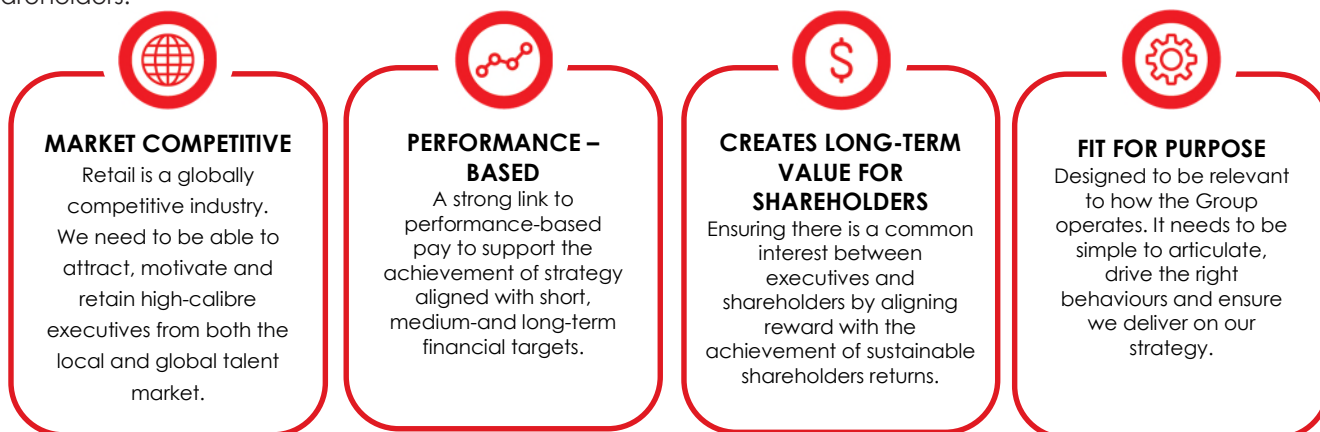 MARKET COMPETITIVE
Retail is a globally
competitive industry.
We need to be able to
attract, motivate and
retain high-calibre
executives from both the
local and global talent
market.
PERFORMANCE –
BASED
A strong link to
performance-based
pay to support the
achievement of strategy
aligned with short,
medium-and long-term
financial targets.
CREATES LONG-TERM
VALUE FOR
SHAREHOLDERS
Ensuring there is a common
interest between
executives and
shareholders by aligning
reward with the
achievement of sustainable
shareholders returns.
FIT FOR PURPOSE
Designed to be relevant
to how the Group
operates. It needs to be
simple to articulate,
drive the right
behaviours and ensure
we deliver on our
strategy.